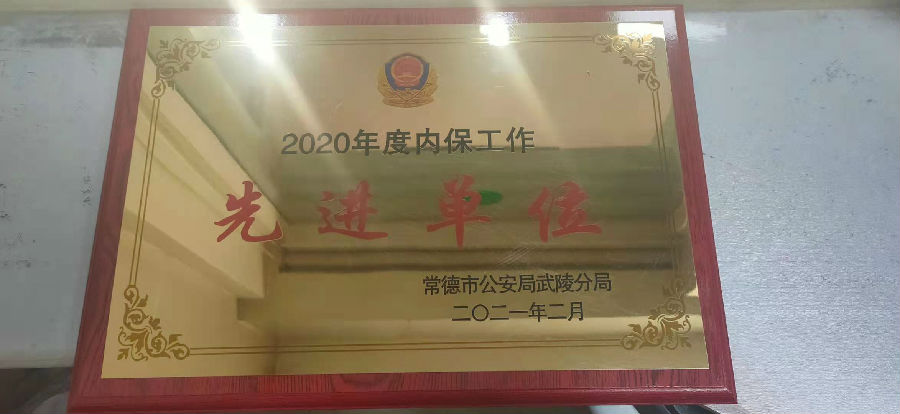 2020年度内保工作
先进单位
常德市公安局武陵分局
二〇二一年二月